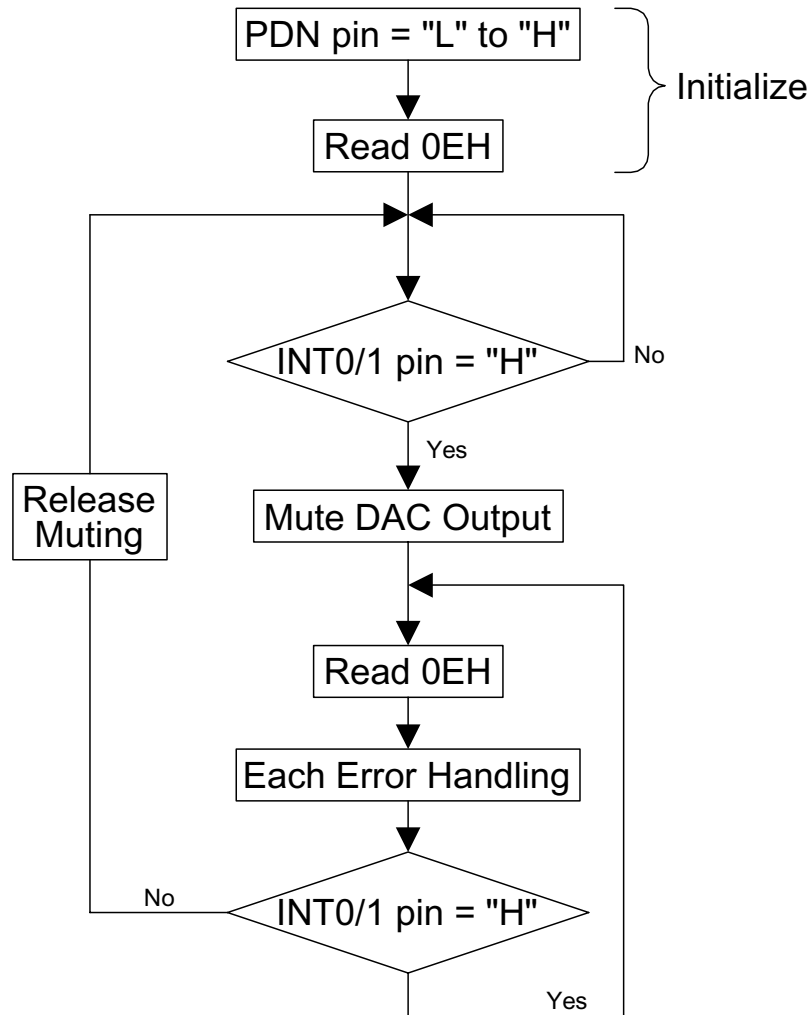 PDN pin = "L" to "H"
Initialize
Read 0EH
INT0/1 pin = "H"
No
Yes
Release
Muting
Mute DAC Output
Read 0EH
Each Error Handling
No
INT0/1 pin = "H"
Yes